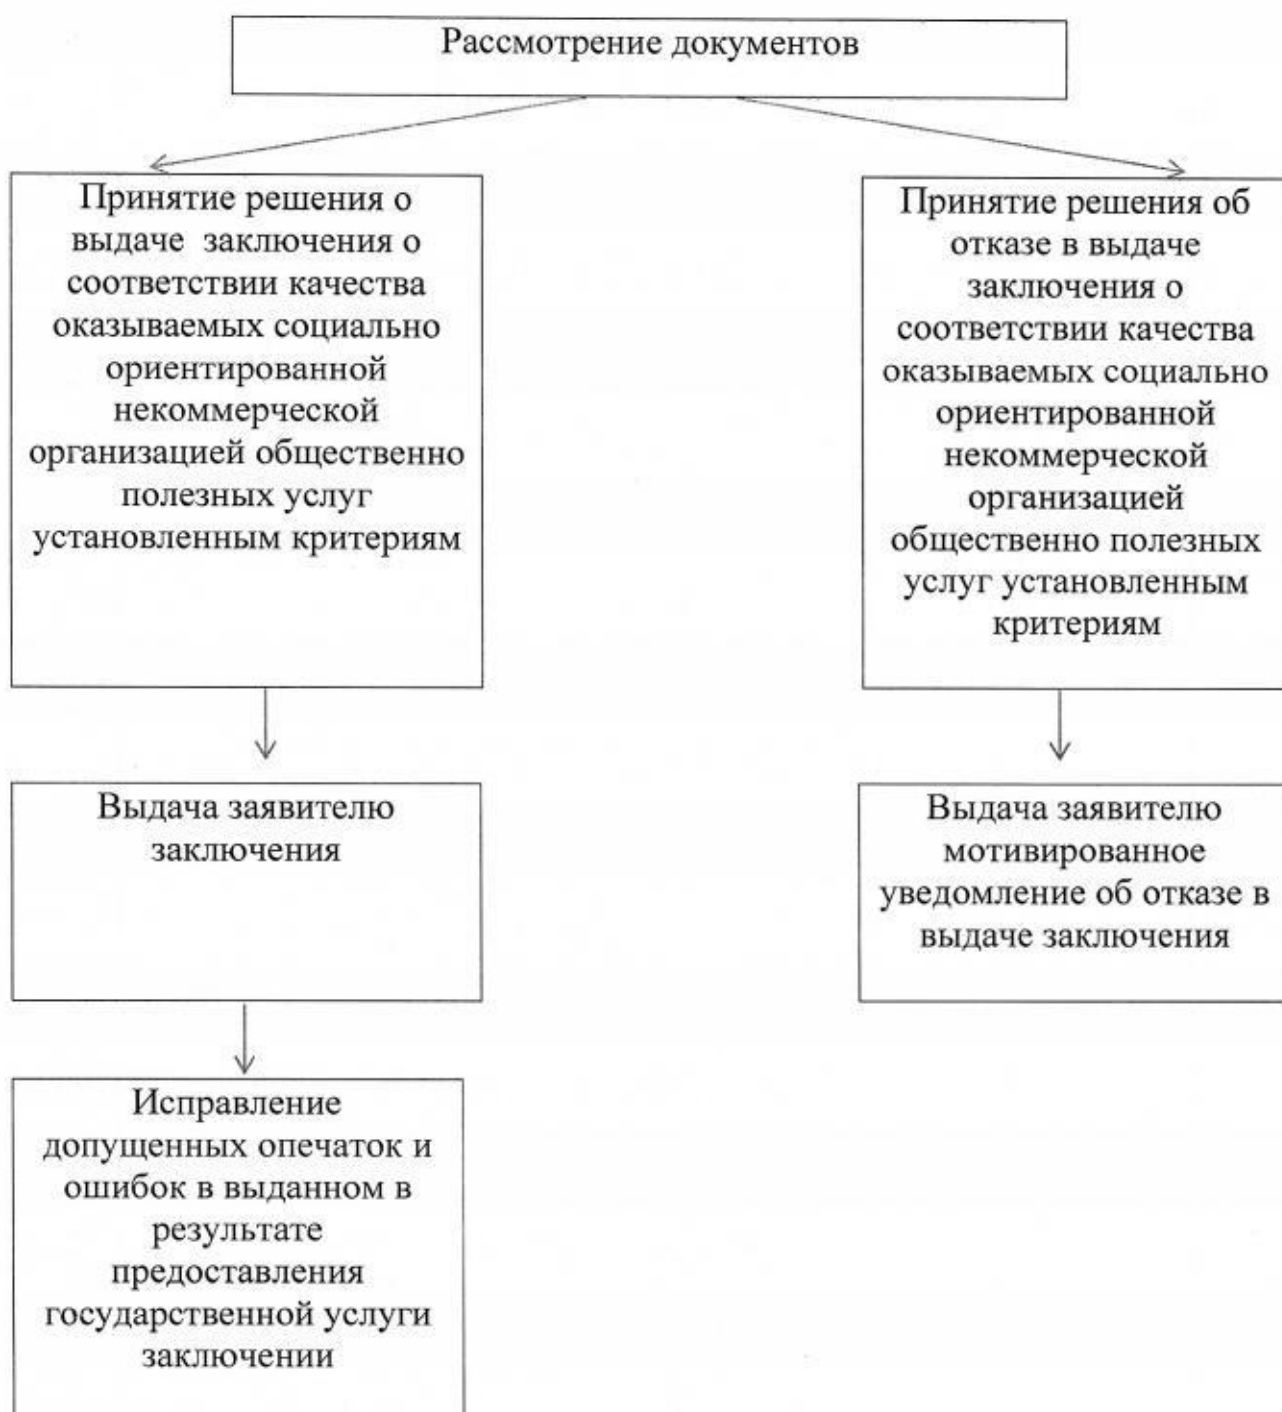 Рассмотрение документов
Принятие решения о
выдаче заключения о
соответствии качества
оказываемых социально
ориентированной
некоммерческой
организацией общественно
полезных услуг
установленным критериям
Принятие решения об
отказе в выдаче
заключения о
соответствии качества
оказываемых социально
ориентированной
некоммерческой
организацией
общественно полезных
услуг установленным
критериям
Выдача заявителю
заключения
Выдача заявителю
мотивированное
уведомление об отказе в
выдаче заключения
Исправление
допущенных опечаток и
ошибок в выданном в
результате
предоставления
государственной услуги
заключении